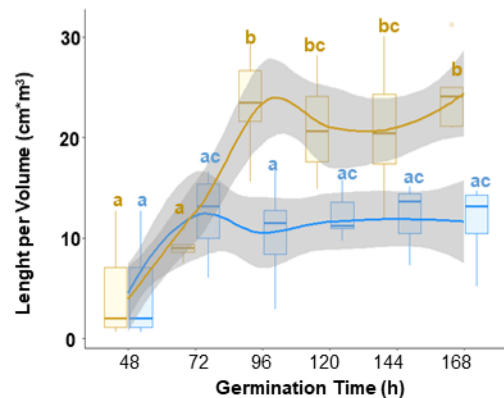 Lenght per Volume (cm*m³)
30
20
10
0
a
a
a
ac
b
a
bc
ac
bc
ac
b
ac
48
72
96
120
144
168
Germination Time (h)